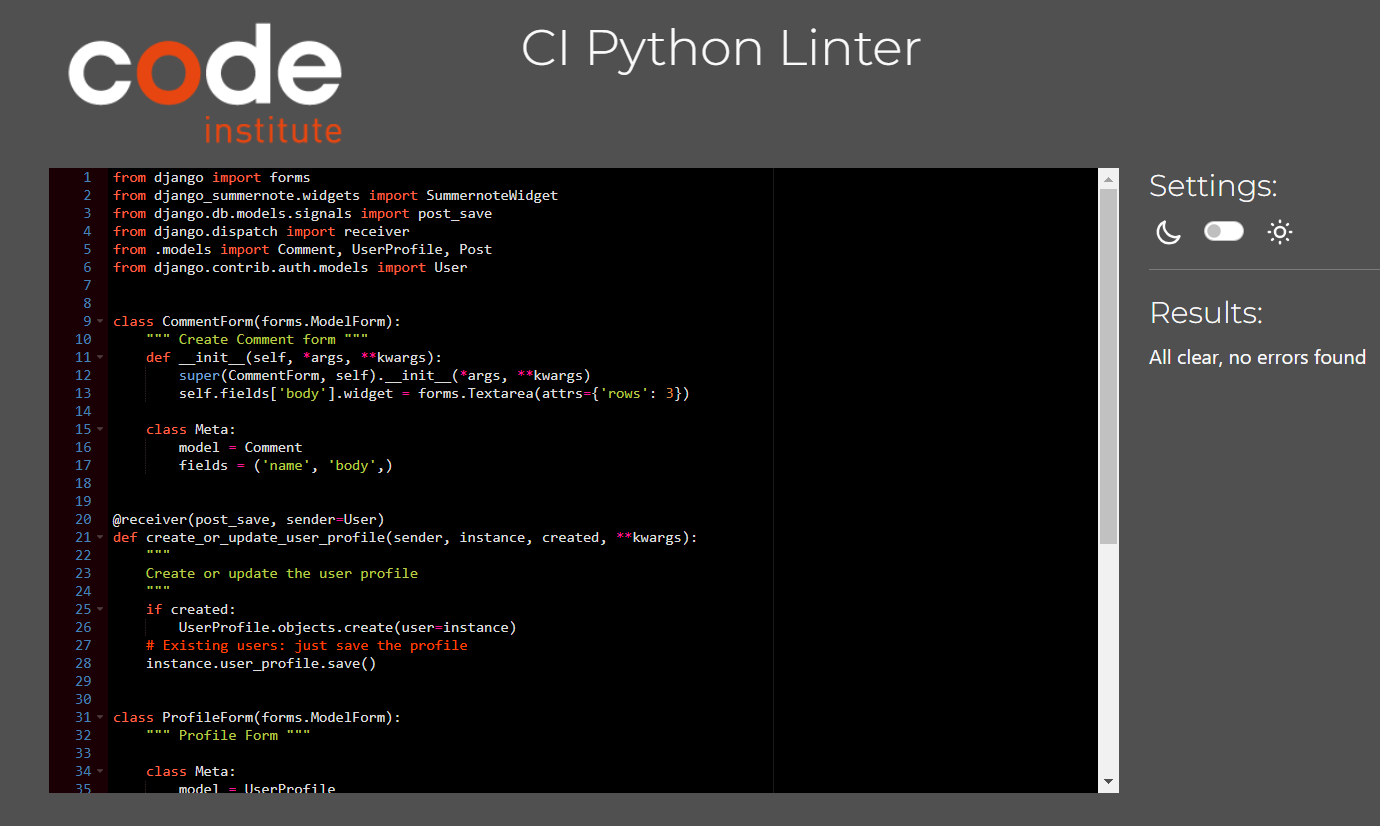 code
institute
CI Python Linter
1 from django import forms
2 from django_summernote.widgets import SummernoteWidget
3 from django.db.models.signals import post_save
4 from django.dispatch import receiver
5 from .models import Comment, UserProfile, Post
6 from django.contrib.auth.models import User
7
8
9 class CommentForm(forms.ModelForm):
10     """ Create Comment form """
11     def __init__(self, *args, **kwargs):
12         super(CommentForm, self).__init__(*args, **kwargs)
13         self.fields['body'].widget = forms.Textarea(attrs={'rows': 3})
14
15     class Meta:
16         model = Comment
17         fields = ('name', 'body',)
18
19
20 @receiver(post_save, sender=User)
21 def create_or_update_user_profile(sender, instance, created, **kwargs):
22     """
23     Create or update the user profile
24     """
25     if created:
26         UserProfile.objects.create(user=instance)
27     # Existing users: just save the profile
28     instance.user_profile.save()
29
30
31 class ProfileForm(forms.ModelForm):
32     """ Profile Form """
33
34     class Meta:
35         model = UserProfile
Settings:
Results:
All clear, no errors found